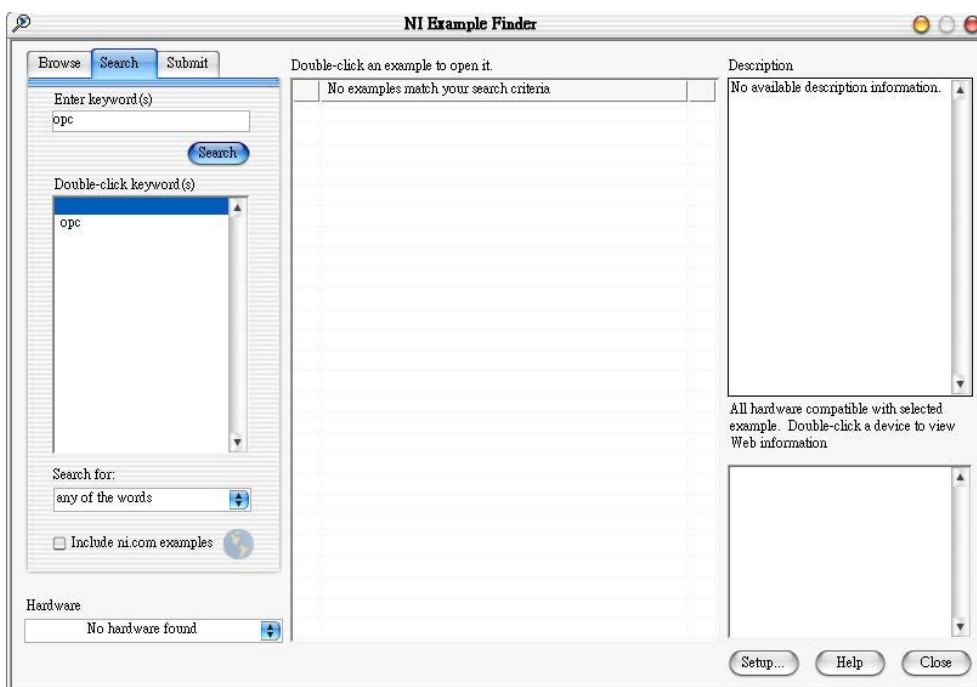 NI Example Finder
Browse
Search
Submit
Enter keyword(s)
opc
Search
Double-click keyword(s)
opc
Search for:
any of the words
Include ni.com examples
Hardware
No hardware found
Double-click an example to open it.
No examples match your search criteria
Description
No available description information.
All hardware compatible with selected
example. Double-click a device to view
Web information
Setup...
Help
Close